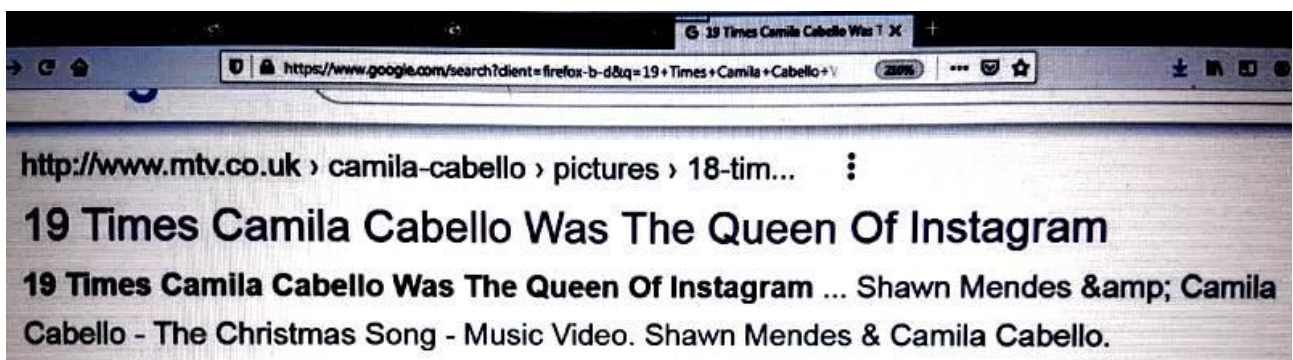 G 19 Times Camila Cabello Was T X +
https://www.google.com/search?client=firefox-b-d&q=19+Times+Camila+Cabello+V
http://www.mtv.co.uk › camila-cabello › pictures › 18-tim...
19 Times Camila Cabello Was The Queen Of Instagram
19 Times Camila Cabello Was The Queen Of Instagram ... Shawn Mendes &amp; Camila
Cabello - The Christmas Song - Music Video. Shawn Mendes & Camila Cabello.